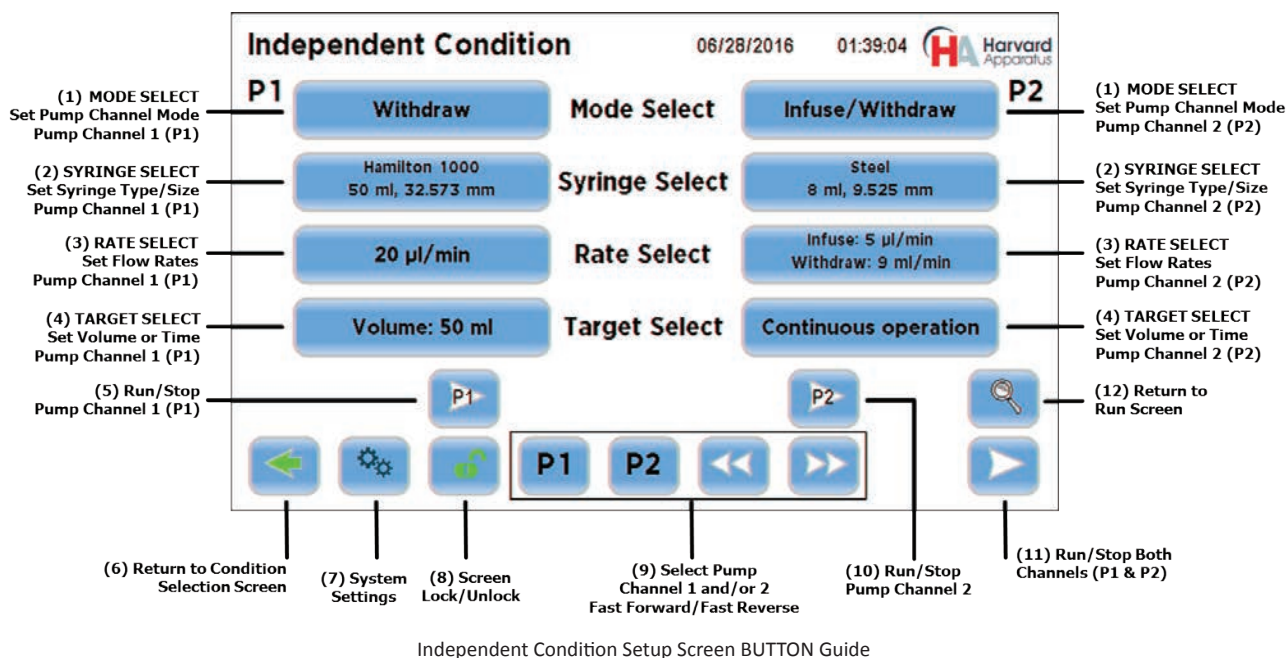 Independent Condition
06/28/2016
01:39:04
HA Harvard
Apparatus
P1
P2
Withdraw
Mode Select
Infuse/Withdraw
(1) MODE SELECT
Set Pump Channel Mode
Pump Channel 1 (P1)
(1) MODE SELECT
Set Pump Channel Mode
Pump Channel 2 (P2)
Hamilton 1000
50 ml, 32.573 mm
Syringe Select
Steel
8 ml, 9.525 mm
(2) SYRINGE SELECT
Set Syringe Type/Size
Pump Channel 1 (P1)
(2) SYRINGE SELECT
Set Syringe Type/Size
Pump Channel 2 (P2)
20 µl/min
Rate Select
Infuse: 5 µl/min
Withdraw: 9 ml/min
(3) RATE SELECT
Set Flow Rates
Pump Channel 1 (P1)
(3) RATE SELECT
Set Flow Rates
Pump Channel 2 (P2)
Volume: 50 ml
Target Select
Continuous operation
(4) TARGET SELECT
Set Volume or Time
Pump Channel 1 (P1)
(4) TARGET SELECT
Set Volume or Time
Pump Channel 2 (P2)
(5) Run/Stop
Pump Channel 1 (P1)
P1
P2
(12) Return to
Run Screen
P1
P2
(6) Return to Condition
Selection Screen
(7) System
Settings
(8) Screen
Lock/Unlock
(9) Select Pump
Channel 1 and/or 2
Fast Forward/Fast Reverse
(10) Run/Stop
Pump Channel 2
(11) Run/Stop Both
Channels (P1 & P2)
Independent Condition Setup Screen BUTTON Guide